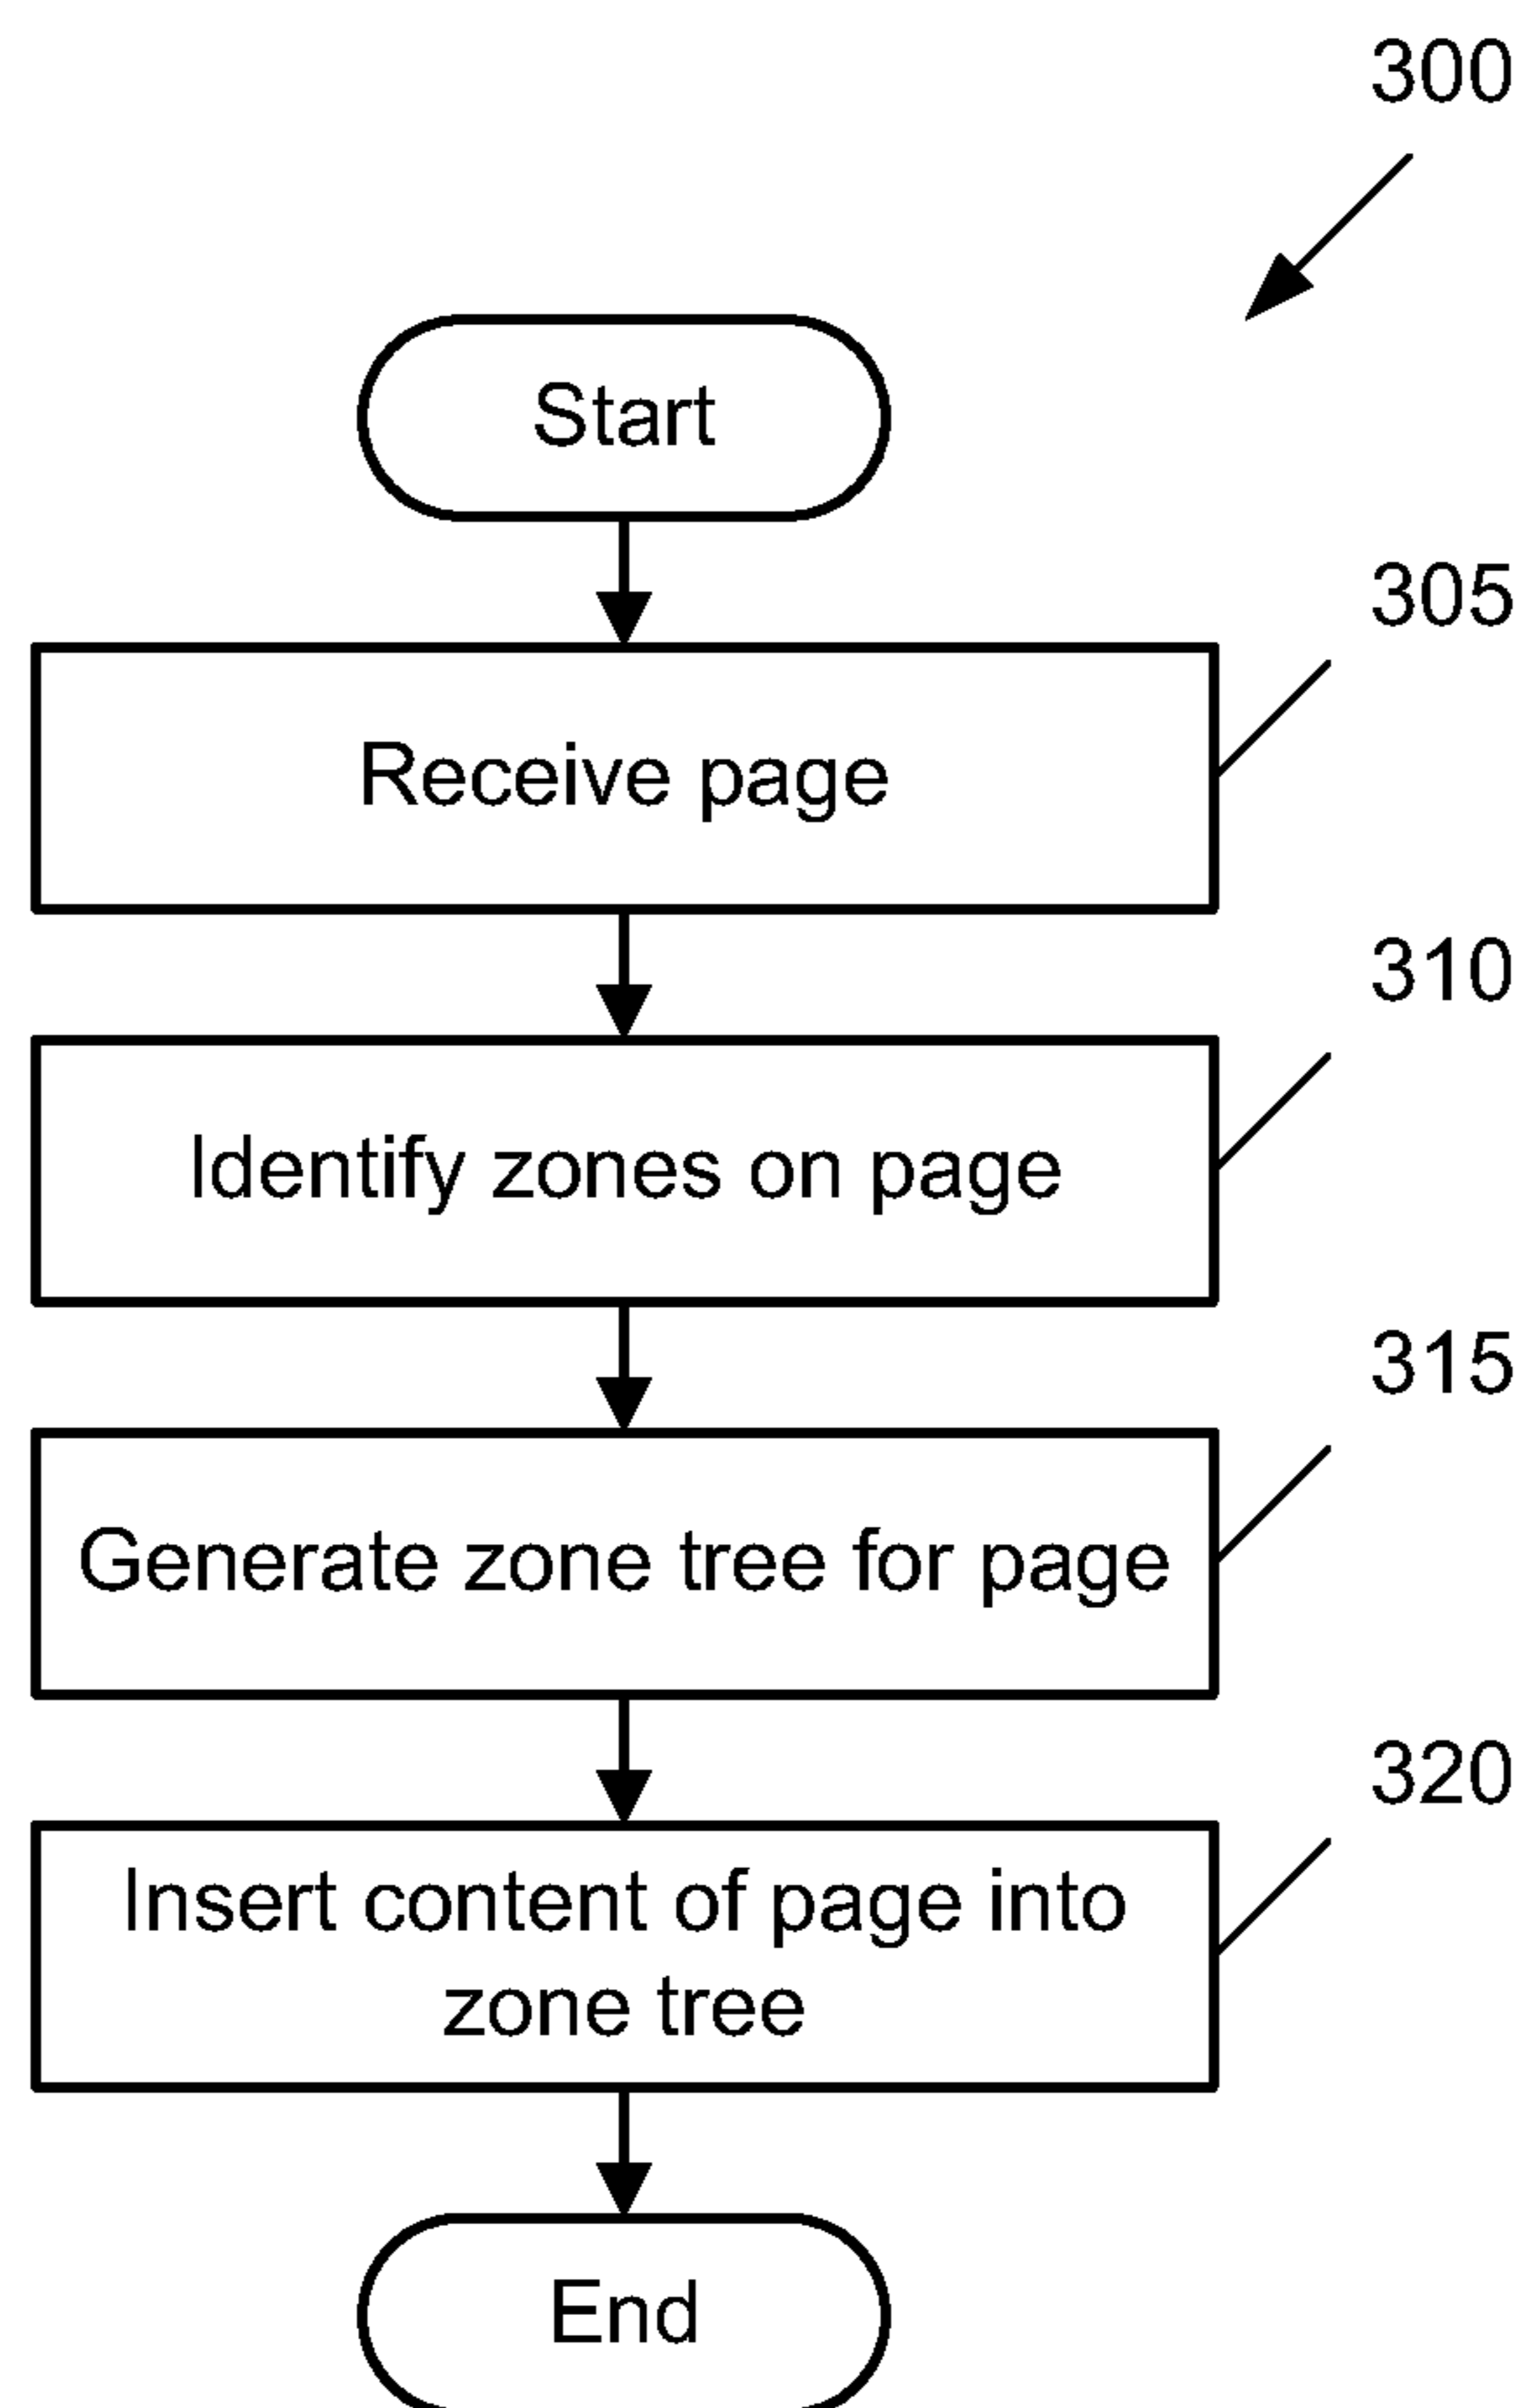 300
Start
305
Receive page
310
Identify zones on page
315
Generate zone tree for page
320
Insert content of page into
zone tree
End